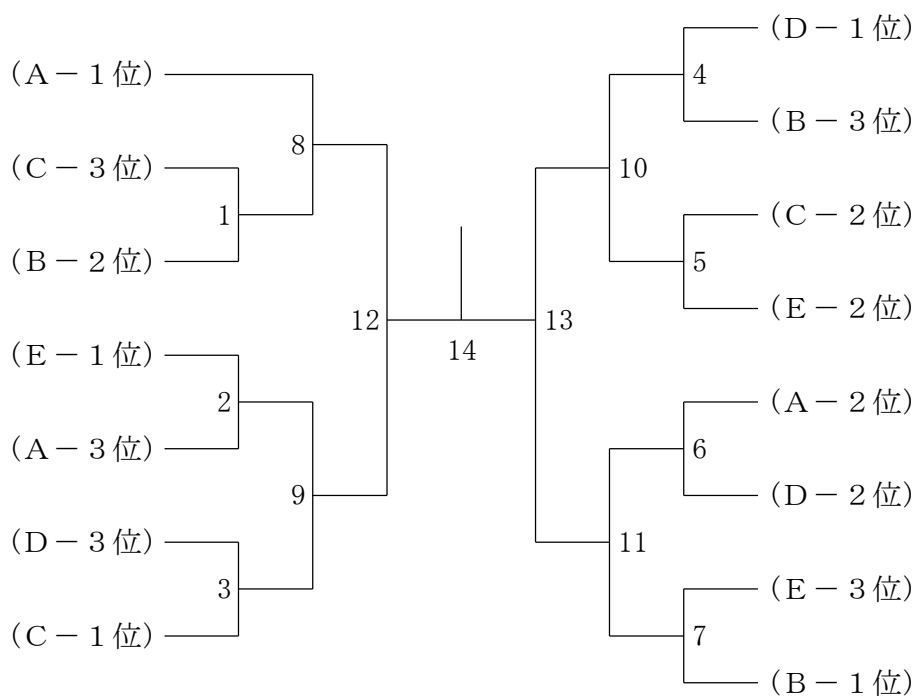 (A－1位)
(C－3位)
(B－2位)
(E－1位)
(A－3位)
(D－3位)
(C－1位)
8
1
2
9
3
12
14
13
(D－1位)
4
(B－3位)
10
(C－2位)
5
(E－2位)
(A－2位)
6
(D－2位)
11
(E－3位)
7
(B－1位)